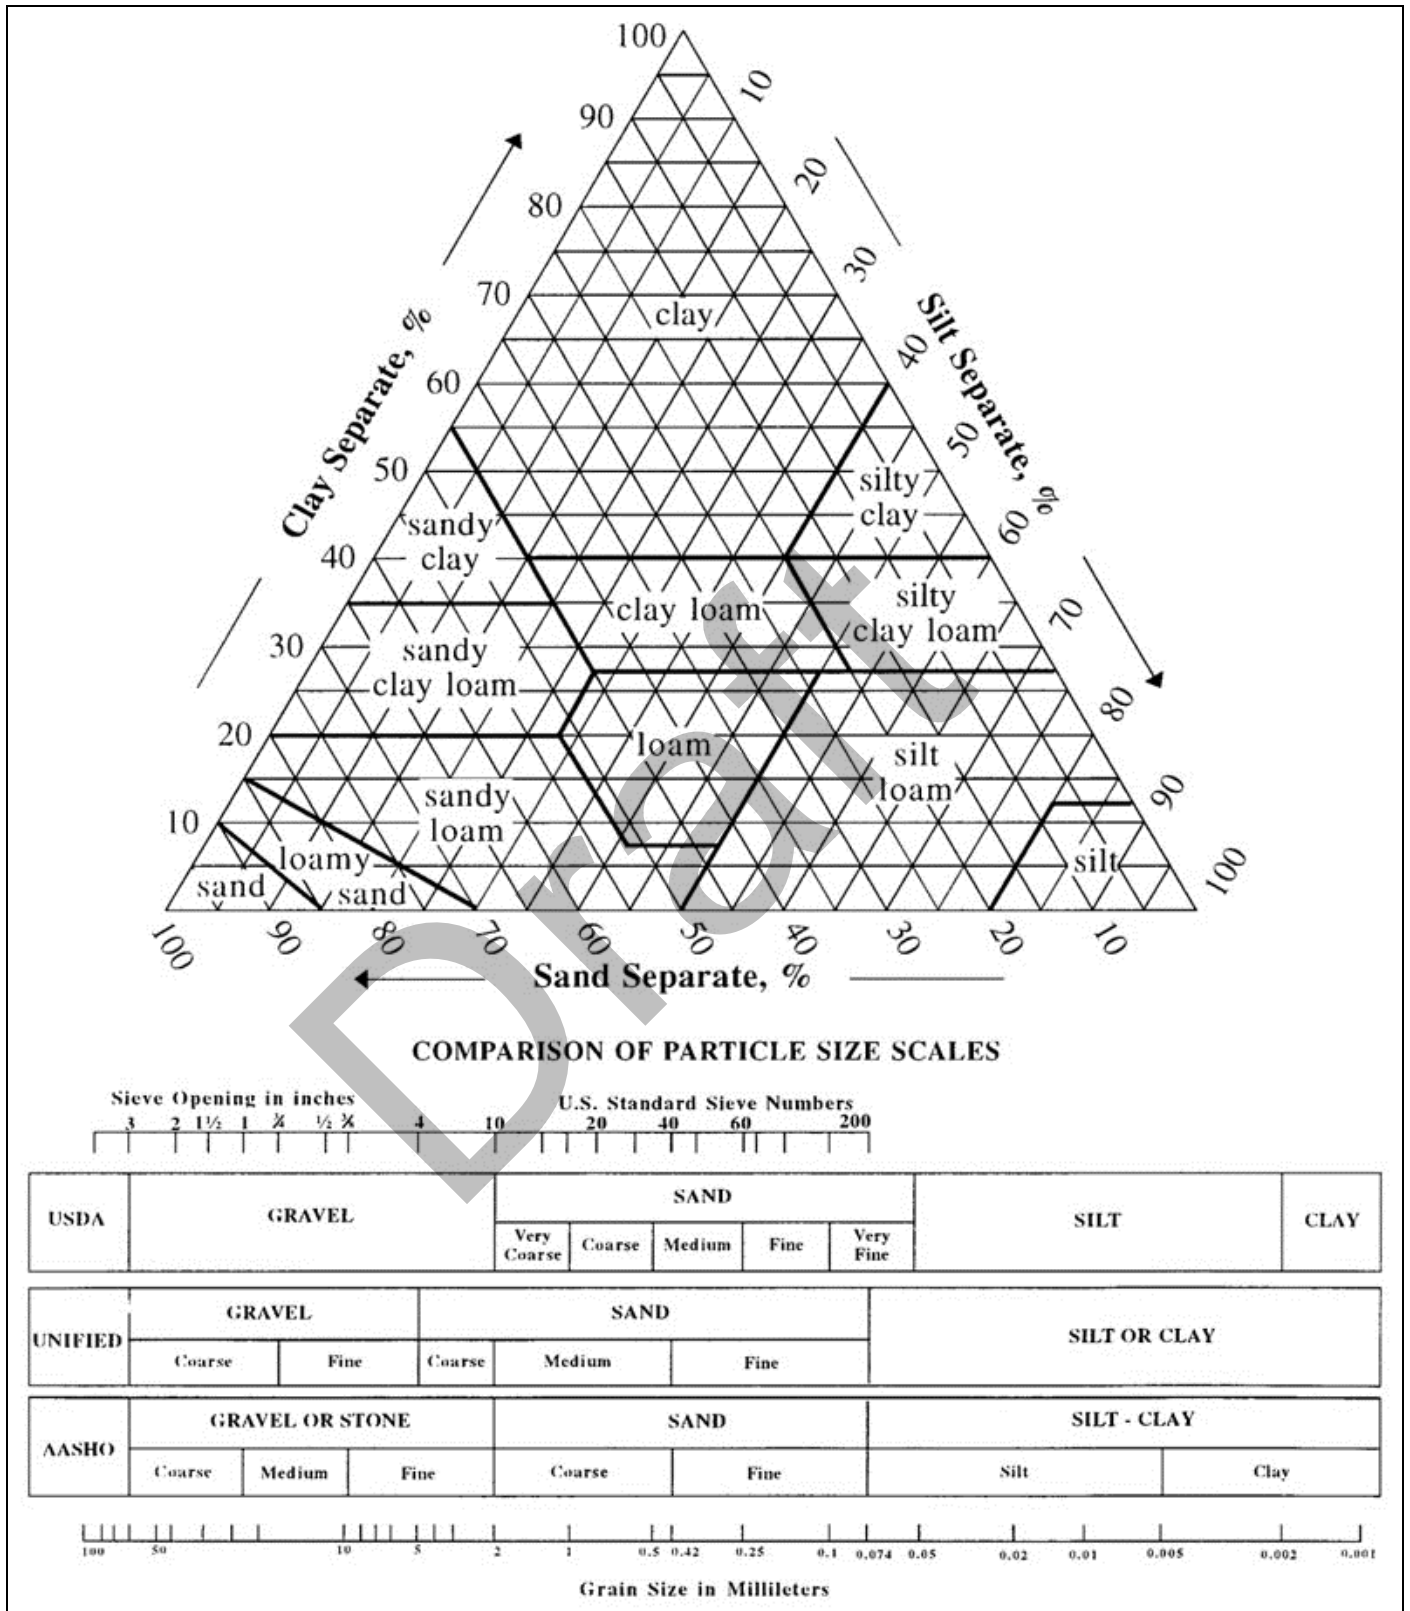 100
10
90
20
80
30
70
clay
40
60
50
50
silty
clay
sandy
clay
60
40
clay loam
silty
clay loam
70
30
sandy
clay loam
80
20
loam
silt
loam
90
sandy
loam
10
loamy
sand
silt
100
sand
100
90
80
70
60
50
40
30
20
10
Clay Separate, %
Silt Separate, %
Sand Separate, %
Draft
COMPARISON OF PARTICLE SIZE SCALES
Sieve Opening in inches
U.S. Standard Sieve Numbers
3 2 1½ 1 ¾ ½ ⅜ 4 10 20 40 60 200
USDA
GRAVEL
SAND
SILT
CLAY
Very Coarse
Coarse
Medium
Fine
Very Fine
UNIFIED
GRAVEL
SAND
SILT OR CLAY
Coarse
Fine
Coarse
Medium
Fine
AASHO
GRAVEL OR STONE
SAND
SILT - CLAY
Coarse
Medium
Fine
Coarse
Fine
Silt
Clay
100 50 10 5 2 1 0.5 0.42 0.25 0.1 0.074 0.05 0.02 0.01 0.005 0.002 0.001
Grain Size in Millileters